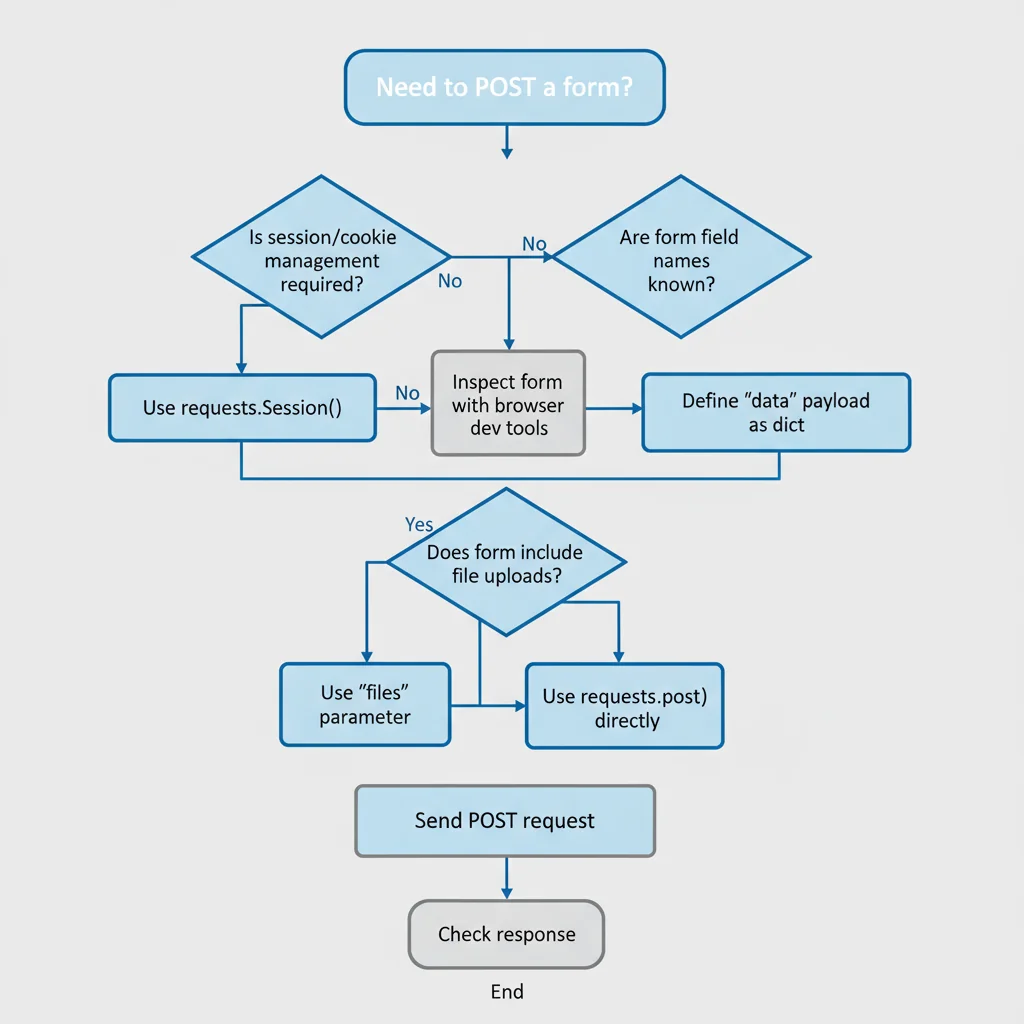 Need to POST a form?
Is session/cookie
management
required?
No
No
Are form field
names
known?
Use requests.Session()
No
Inspect form
with browser
dev tools
Define "data" payload
as dict
Yes
Does form include
file uploads?
Use "files"
parameter
Use requests.post)
directly
Send POST request
Check response
End